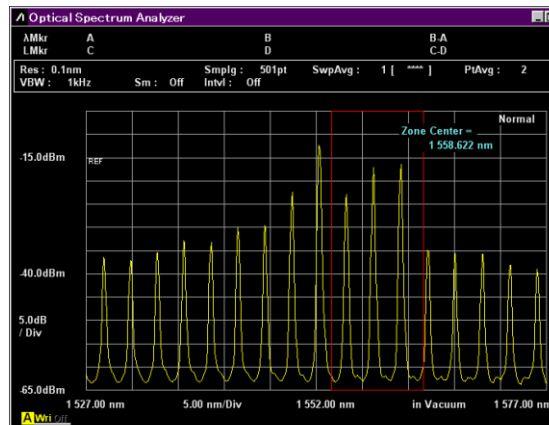 Optical Spectrum Analyzer
λMkr A B B-A
LMkr C D C-D
Res : 0.1nm Smplg : 501pt SwpAvg : 1 [ **** ] PtAvg : 2
VBW : 1kHz Sm : Off Intvl : Off
Normal
Zone Center =
1 558.622 nm
-15.0dBm
REF
-40.0dBm
5.0dB
/ Div
-65.0dBm
1 527.00 nm 5.00 nm/Div 1 552.00 nm in Vacuum 1 577.00 nm
A Wri Off